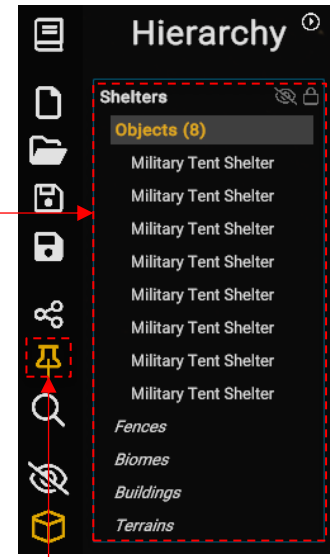 Hierarchy
Shelters
Objects (8)
Military Tent Shelter
Military Tent Shelter
Military Tent Shelter
Military Tent Shelter
Military Tent Shelter
Military Tent Shelter
Military Tent Shelter
Military Tent Shelter
Fences
Biomes
Buildings
Terrains